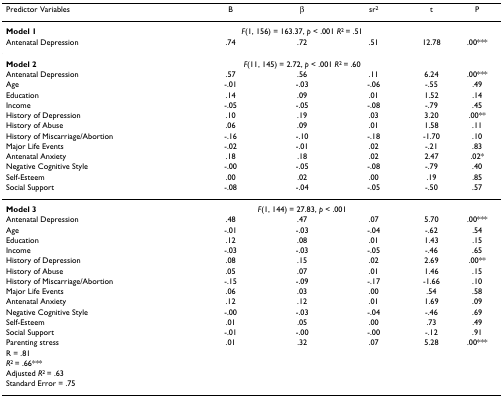 Predictor Variables B β sr² t P
Model 1 F(1, 156) = 163.37, p < .001 R² = .51
Antenatal Depression .74 .72 .51 12.78 .00***
Model 2 F(11, 145) = 2.72, p < .001 R² = .60
Antenatal Depression .57 .56 .11 6.24 .00***
Age -.01 -.03 -.06 -.55 .49
Education .14 .09 .01 1.52 .14
Income -.05 -.05 -.08 -.79 .45
History of Depression .10 .19 .03 3.20 .00**
History of Abuse .06 .09 .01 1.58 .11
History of Miscarriage/Abortion -.16 -.10 -.18 -1.70 .10
Major Life Events -.02 -.01 .02 -.21 .83
Antenatal Anxiety .18 .18 .02 2.47 .02*
Negative Cognitive Style -.00 -.05 -.08 -.79 .40
Self-Esteem .00 .02 .00 .19 .85
Social Support -.08 -.04 -.05 -.50 .57
Model 3 F(1, 144) = 27.83, p < .001
Antenatal Depression .48 .47 .07 5.70 .00***
Age -.01 -.03 -.04 -.62 .54
Education .12 .08 .01 1.43 .15
Income -.03 -.03 -.05 -.46 .65
History of Depression .08 .15 .02 2.69 .00**
History of Abuse .05 .07 .01 1.46 .15
History of Miscarriage/Abortion -.15 -.09 -.17 -1.66 .10
Major Life Events .06 .03 .00 .54 .58
Antenatal Anxiety .12 .12 .01 1.69 .09
Negative Cognitive Style -.00 -.03 -.04 -.46 .69
Self-Esteem .01 .05 .00 .73 .49
Social Support -.01 -.00 -.00 -.12 .91
Parenting stress .01 .32 .07 5.28 .00***
R = .81
R² = .66***
Adjusted R² = .63
Standard Error = .75